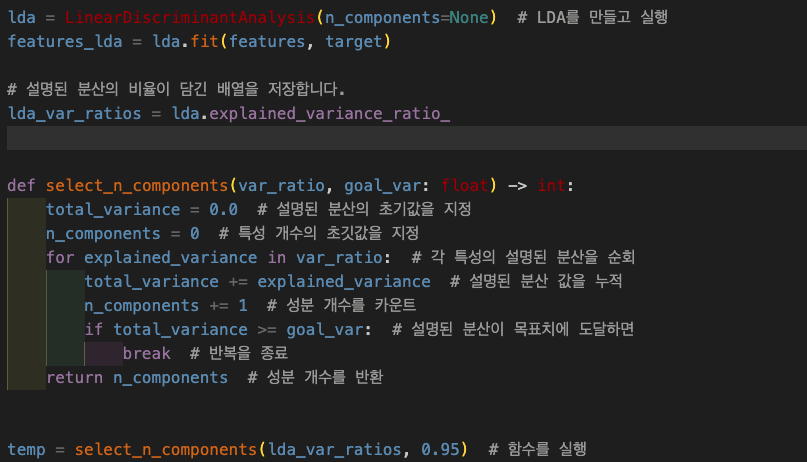 lda = LinearDiscriminantAnalysis(n_components=None)  # LDA를 만들고 실행
features_lda = lda.fit(features, target)
# 설명된 분산의 비율이 담긴 배열을 저장합니다.
lda_var_ratios = lda.explained_variance_ratio_
def select_n_components(var_ratio, goal_var: float) -> int:
    total_variance = 0.0  # 설명된 분산의 초기값을 지정
    n_components = 0  # 특성 개수의 초깃값을 지정
    for explained_variance in var_ratio:  # 각 특성의 설명된 분산을 순회
        total_variance += explained_variance  # 설명된 분산 값을 누적
        n_components += 1  # 성분 개수를 카운트
        if total_variance >= goal_var:  # 설명된 분산이 목표치에 도달하면
            break  # 반복을 종료
    return n_components  # 성분 개수를 반환
temp = select_n_components(lda_var_ratios, 0.95)  # 함수를 실행